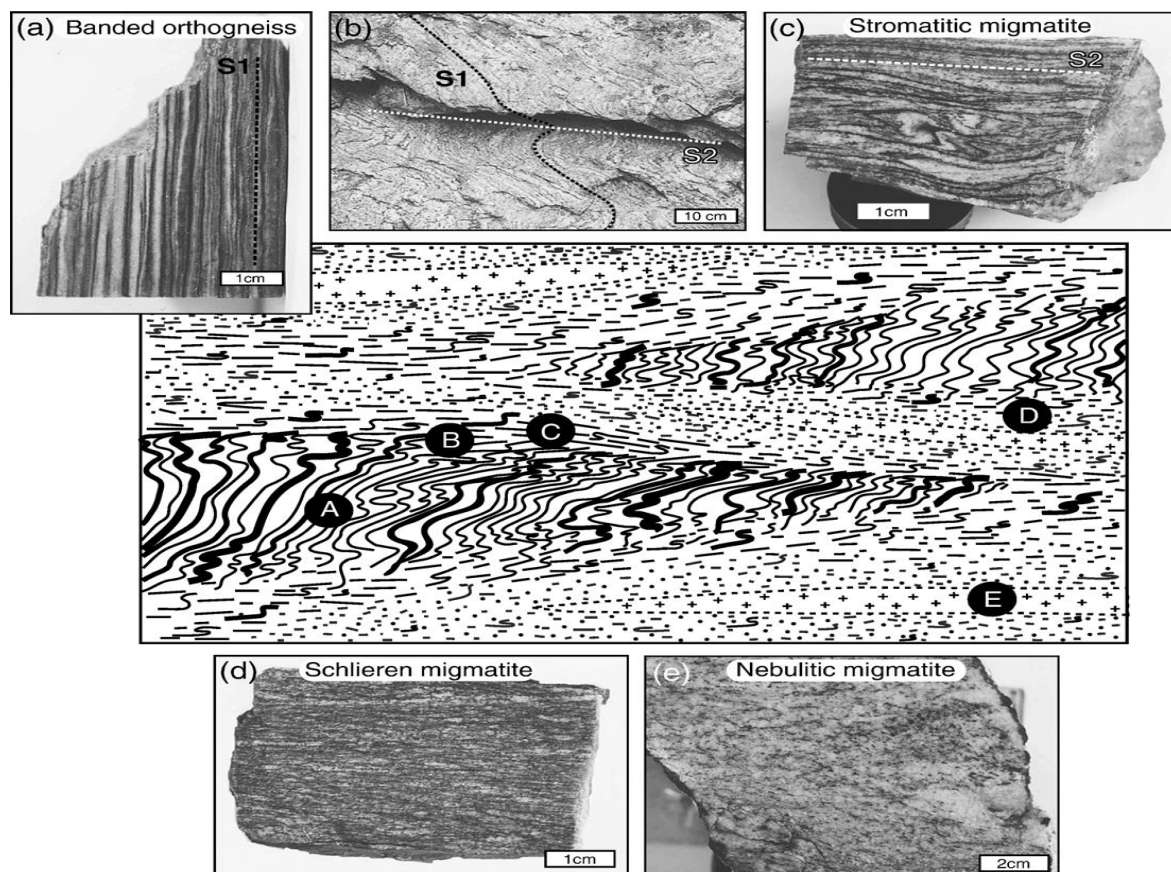 (a) Banded orthogneiss
S1
1cm
(b)
S1
S2
10 cm
(c) Stromatitic migmatite
S2
1cm
A
B
C
D
E
(d) Schlieren migmatite
1cm
(e) Nebulitic migmatite
2cm